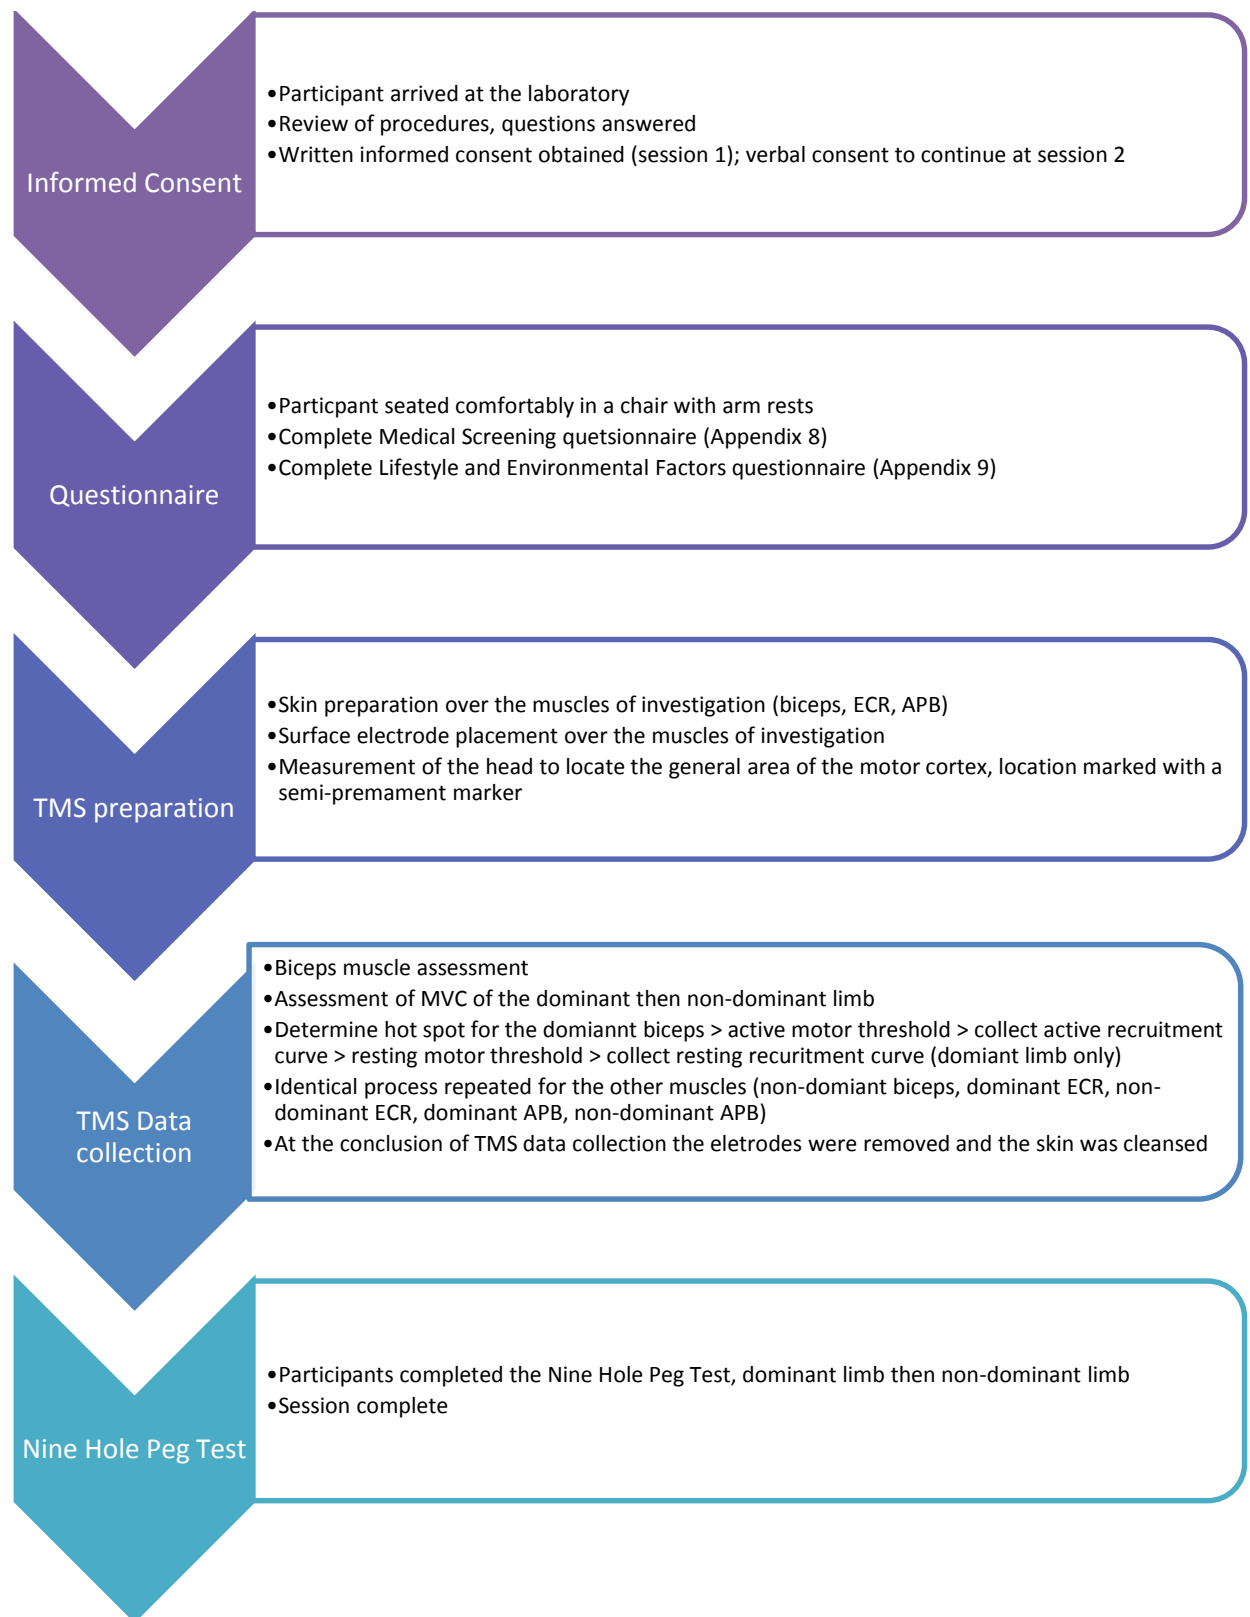 Informed Consent
•Participant arrived at the laboratory
•Review of procedures, questions answered
•Written informed consent obtained (session 1); verbal consent to continue at session 2
Questionnaire
•Particpant seated comfortably in a chair with arm rests
•Complete Medical Screening quetsionnaire (Appendix 8)
•Complete Lifestyle and Environmental Factors questionnaire (Appendix 9)
TMS preparation
•Skin preparation over the muscles of investigation (biceps, ECR, APB)
•Surface electrode placement over the muscles of investigation
•Measurement of the head to locate the general area of the motor cortex, location marked with a
semi-premament marker
TMS Data
collection
•Biceps muscle assessment
•Assessment of MVC of the dominant then non-dominant limb
•Determine hot spot for the domiannt biceps > active motor threshold > collect active recruitment
curve > resting motor threshold > collect resting recuritment curve (domiant limb only)
•Identical process repeated for the other muscles (non-domiant biceps, dominant ECR, non-
dominant ECR, dominant APB, non-dominant APB)
•At the conclusion of TMS data collection the eletrodes were removed and the skin was cleansed
Nine Hole Peg Test
•Participants completed the Nine Hole Peg Test, dominant limb then non-dominant limb
•Session complete